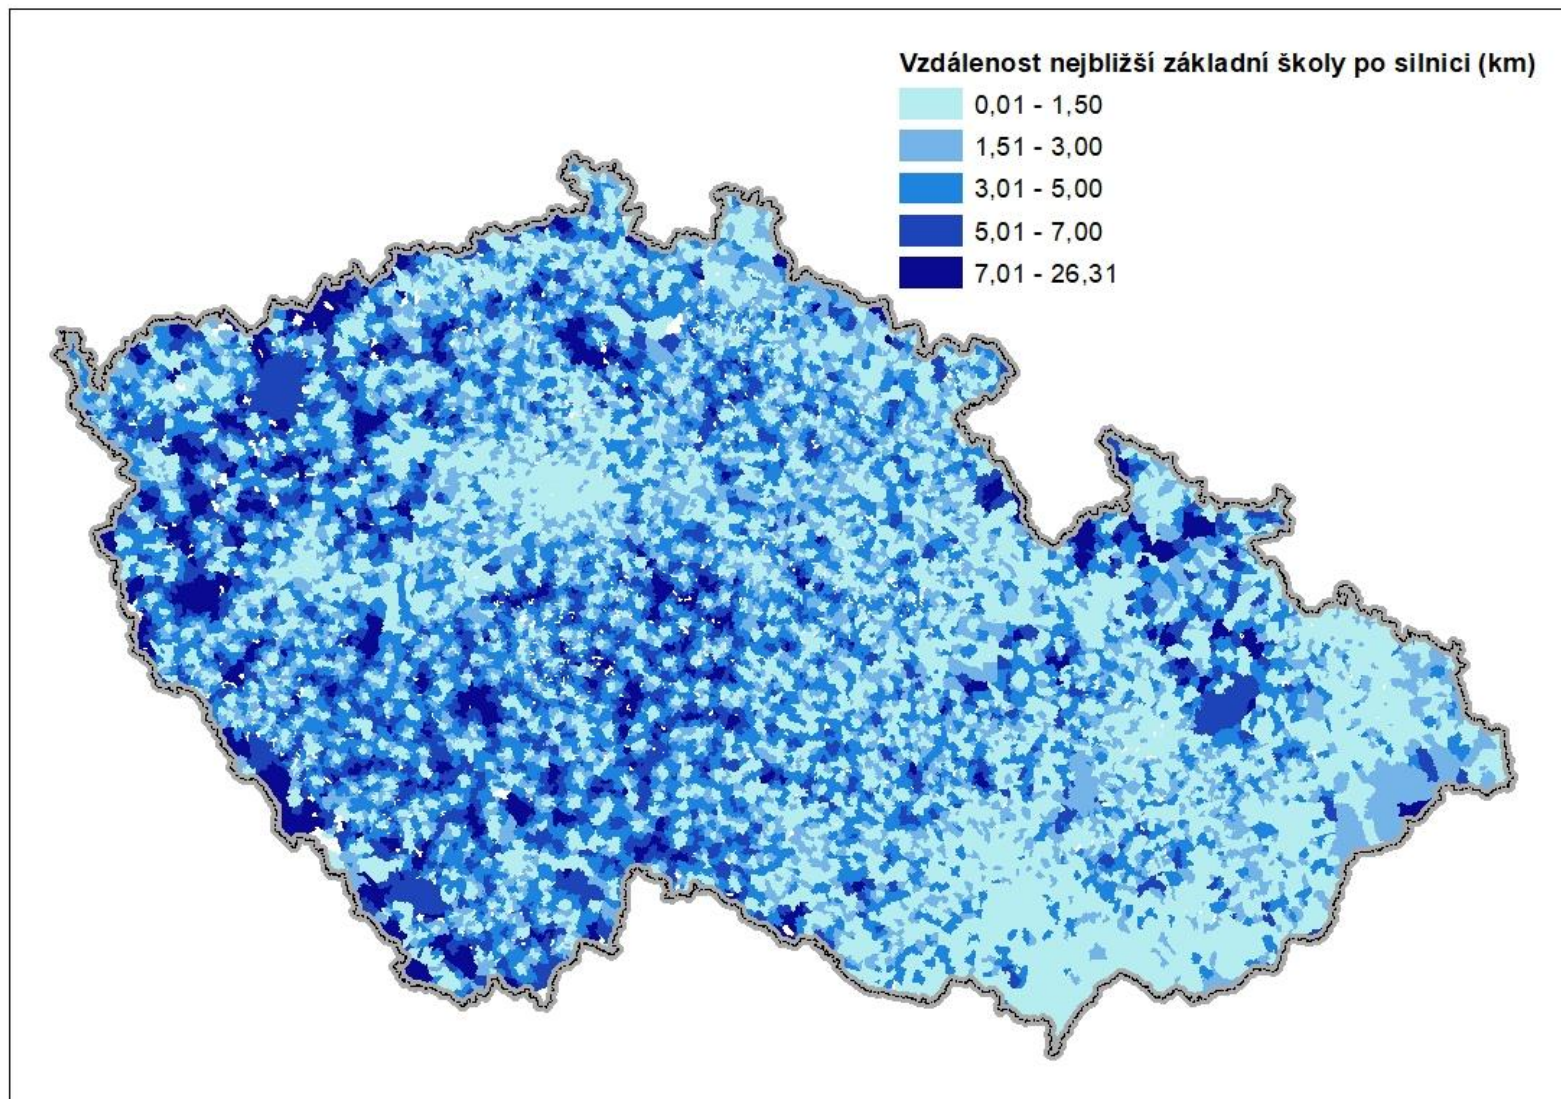 Vzdálenost nejbližší základní školy po silnici (km)
0,01 - 1,50
1,51 - 3,00
3,01 - 5,00
5,01 - 7,00
7,01 - 26,31